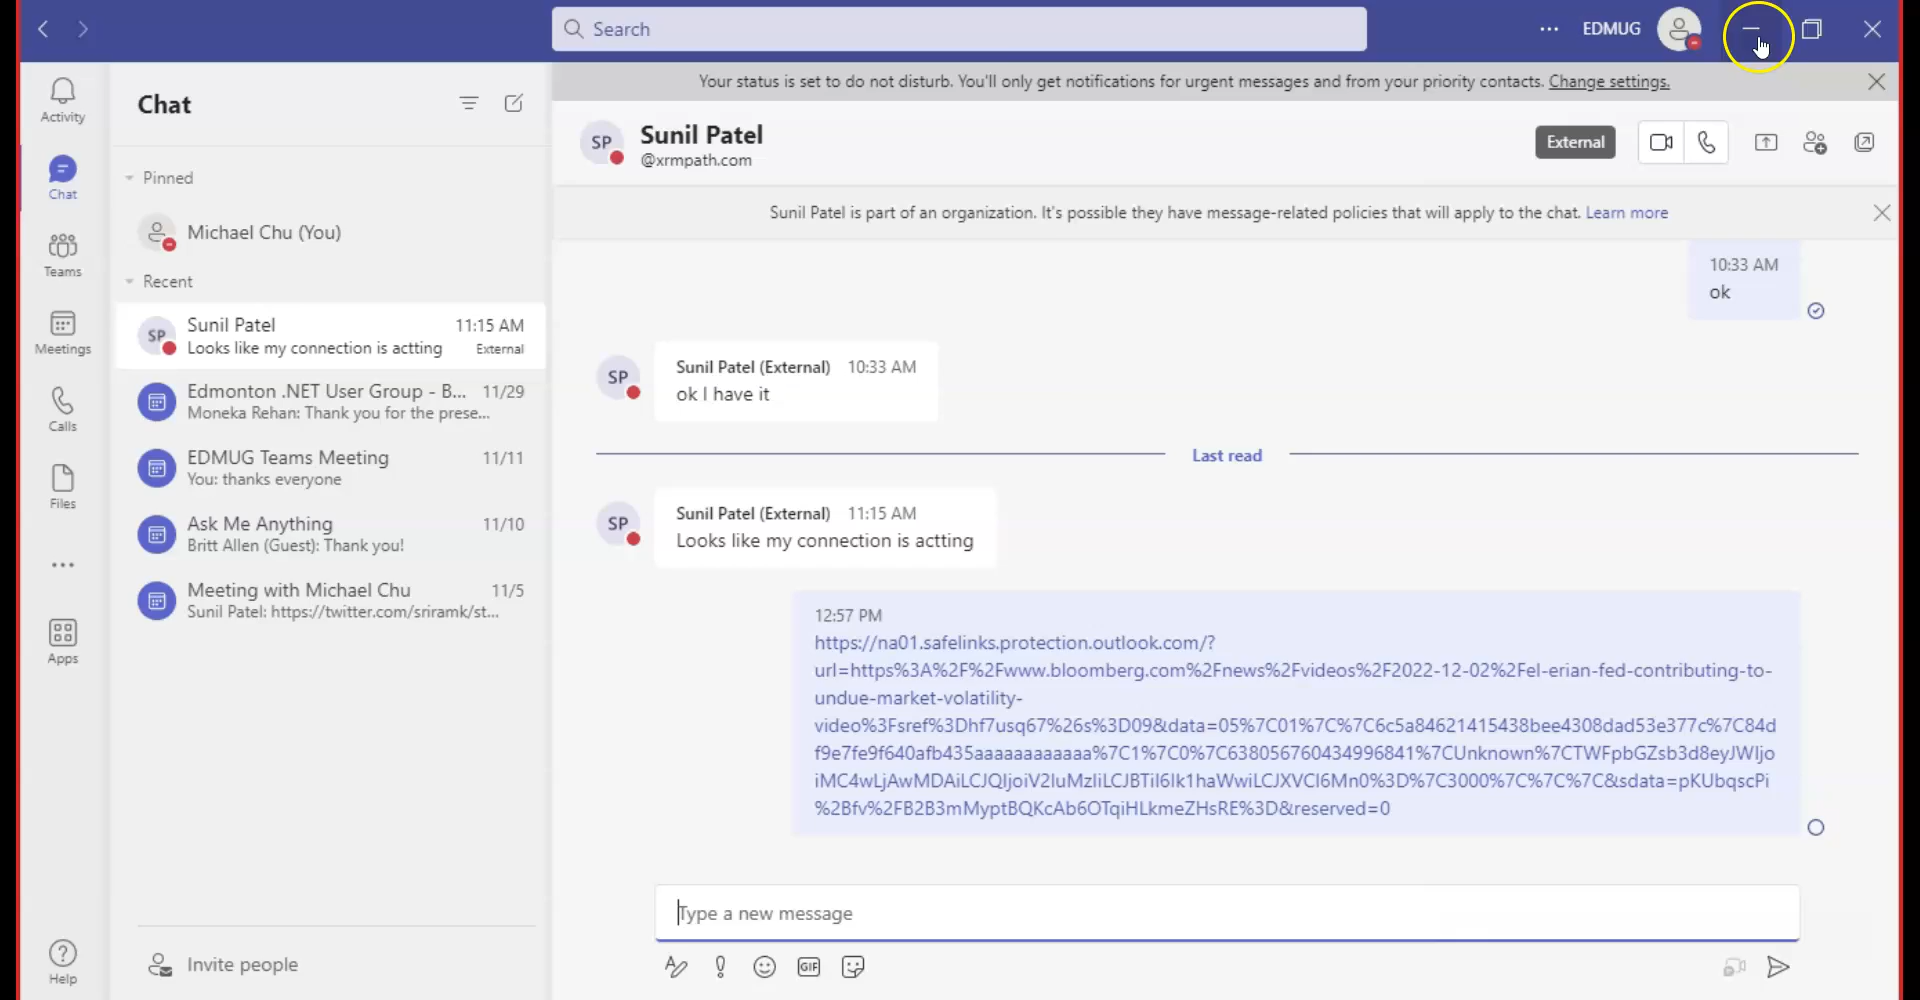 Search
EDMUG
Your status is set to do not disturb. You'll only get notifications for urgent messages and from your priority contacts. Change settings.
Activity
Chat
Teams
Meetings
Calls
Files
Apps
Help
Chat
Pinned
Michael Chu (You)
Recent
SP
Sunil Patel 11:15 AM
Looks like my connection is actting External
Edmonton .NET User Group - B... 11/29
Moneka Rehan: Thank you for the prese...
EDMUG Teams Meeting 11/11
You: thanks everyone
Ask Me Anything 11/10
Britt Allen (Guest): Thank you!
Meeting with Michael Chu 11/5
Sunil Patel: https://twitter.com/sriramk/st...
Invite people
SP
Sunil Patel
@xrmpath.com
External
Sunil Patel is part of an organization. It's possible they have message-related policies that will apply to the chat. Learn more
10:33 AM
ok
SP
Sunil Patel (External) 10:33 AM
ok I have it
Last read
SP
Sunil Patel (External) 11:15 AM
Looks like my connection is actting
12:57 PM
https://na01.safelinks.protection.outlook.com/?
url=https%3A%2F%2Fwww.bloomberg.com%2Fnews%2Fvideos%2F2022-12-02%2Fel-erian-fed-contributing-to-
undue-market-volatility-
video%3Fsref%3Dhf7usq67%26s%3D09&data=05%7C01%7C%7C6c5a84621415438bee4308dad53e377c%7C84d
f9e7fe9f640afb435aaaaaaaaaaaa%7C1%7C0%7C638056760434996841%7CUnknown%7CTWFpbGZsb3d8eyJWIjo
iMC4wLjAwMDAiLCJQIjoiV2luMzIiLCJBTiI6Ik1haWwiLCJXVCI6Mn0%3D%7C3000%7C%7C%7C&sdata=pKUbqscPi
%2Bfv%2FB2B3mMyptBQKcAb6OTqiHLkmeZHsRE%3D&reserved=0
Type a new message
GIF